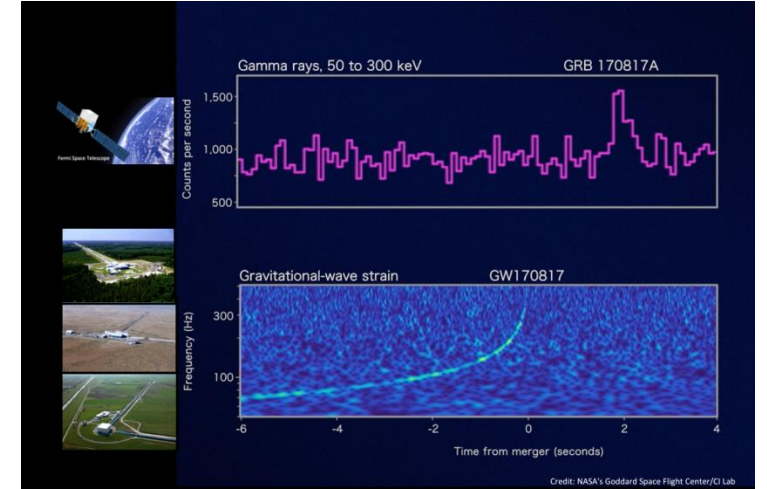 Gamma rays, 50 to 300 keV GRB 170817A
Counts per second
1,500
1,000
500
Fermi Space Telescope
Gravitational-wave strain GW170817
Frequency (Hz)
300
100
-6 -4 -2 0 2 4
Time from merger (seconds)
Credit: NASA's Goddard Space Flight Center/CI Lab